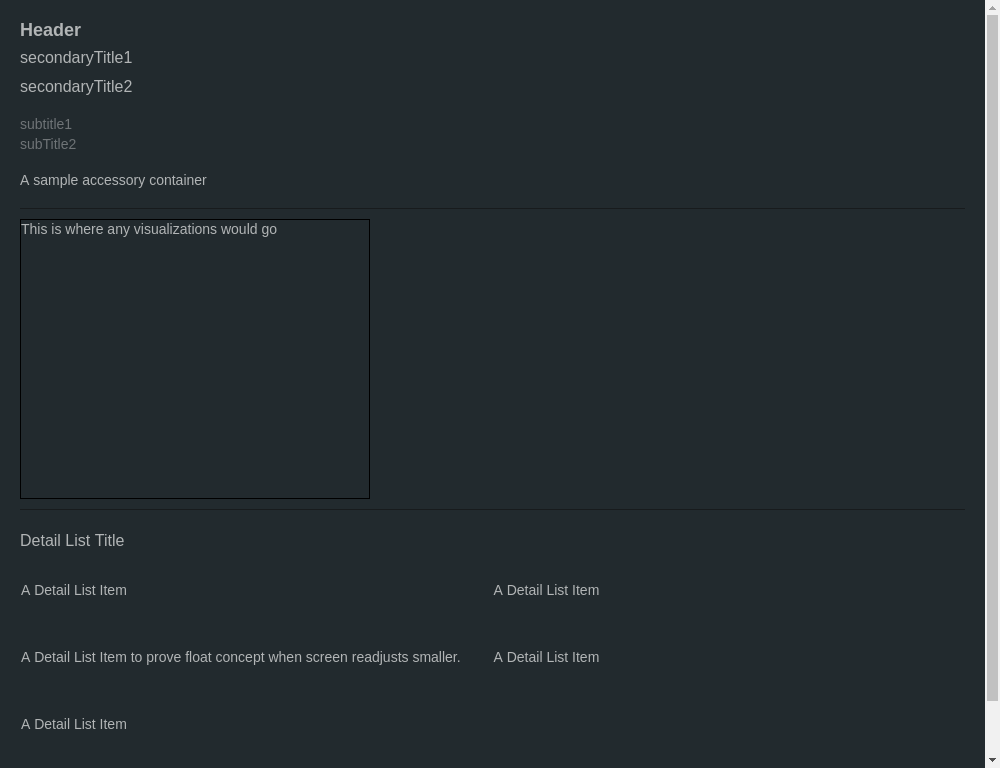 Header
secondaryTitle1
secondaryTitle2
subtitle1
subTitle2
A sample accessory container
This is where any visualizations would go
Detail List Title
A Detail List Item
A Detail List Item
A Detail List Item to prove float concept when screen readjusts smaller.
A Detail List Item
A Detail List Item